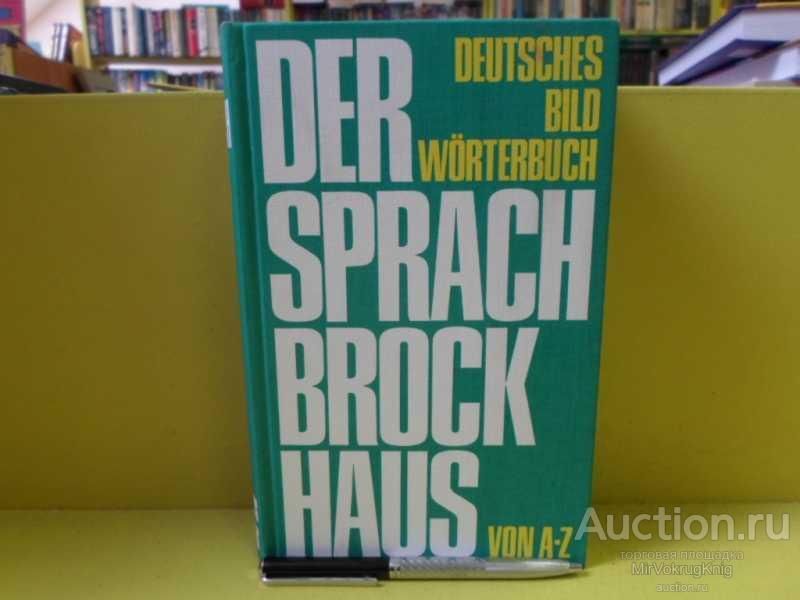 DER
DEUTSCHES
BILD
WÖRTERBUCH
SPRACH
BROCK
HAUS
VON A-Z
Auction.ru
торговая площадка
MirVokrugKnig
auction.ru